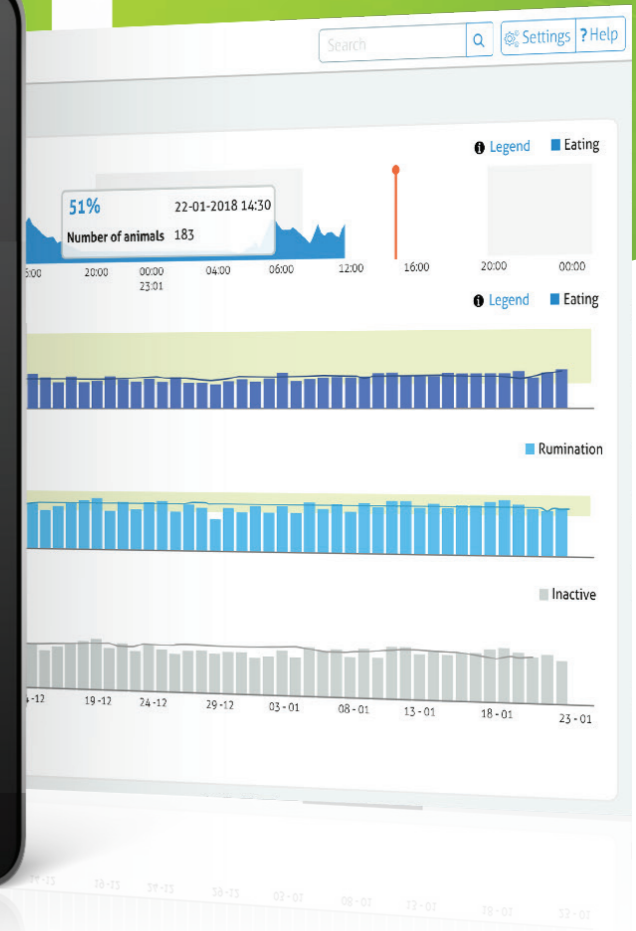 Search
Settings
? Help
Legend
Eating
51%
22-01-2018 14:30
Number of animals 183
20:00 00:00 04:00 06:00 12:00 16:00 20:00 00:00
23:01
Legend
Eating
Rumination
Inactive
-12 19-12 24-12 29-12 03-01 08-01 13-01 18-01 23-01